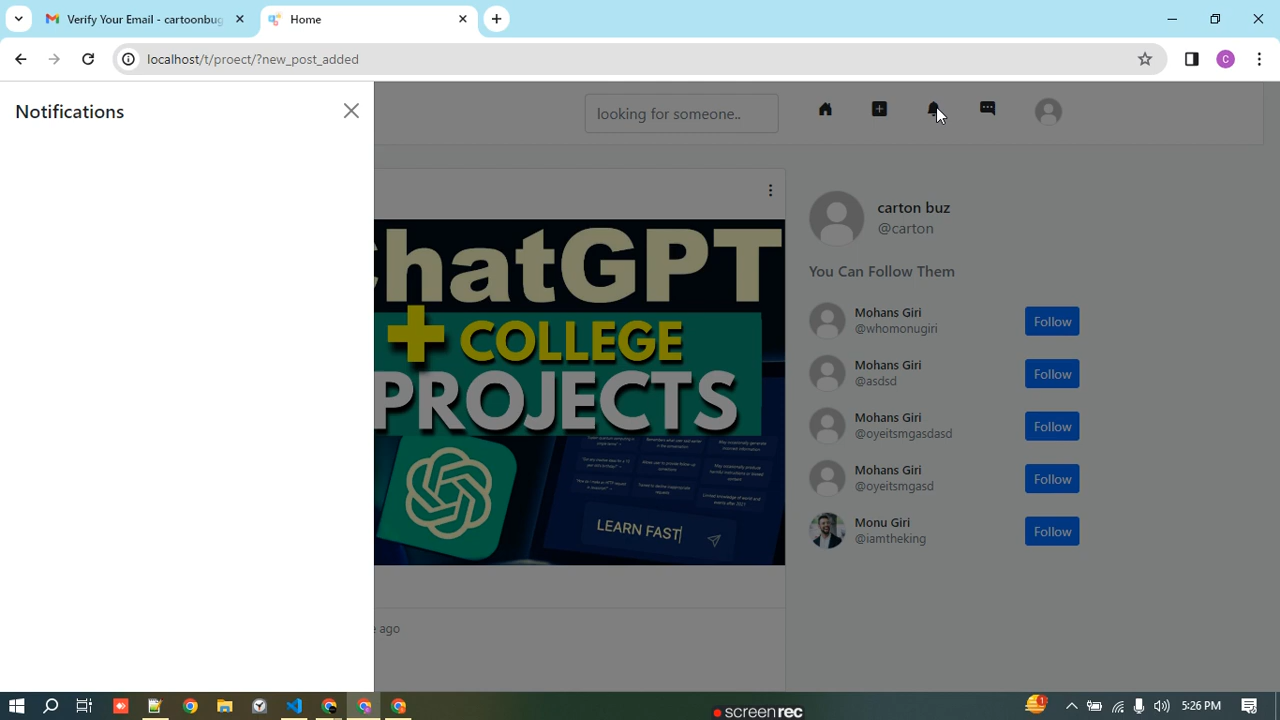 Verify Your Email - cartoonbug
Home
localhost/t/proect/?new_post_added
C
Notifications
looking for someone..
carton buz
@carton
You Can Follow Them
Mohans Giri
@whomonugiri
Follow
Mohans Giri
@asdsd
Follow
Mohans Giri
@oyeitsmgasdasd
Follow
Mohans Giri
@oyeitsmgasd
Follow
Monu Giri
@iamtheking
Follow
ChatGPT
+ COLLEGE
PROJECTS
LEARN FAST
ago
1
5:26 PM
screenrec